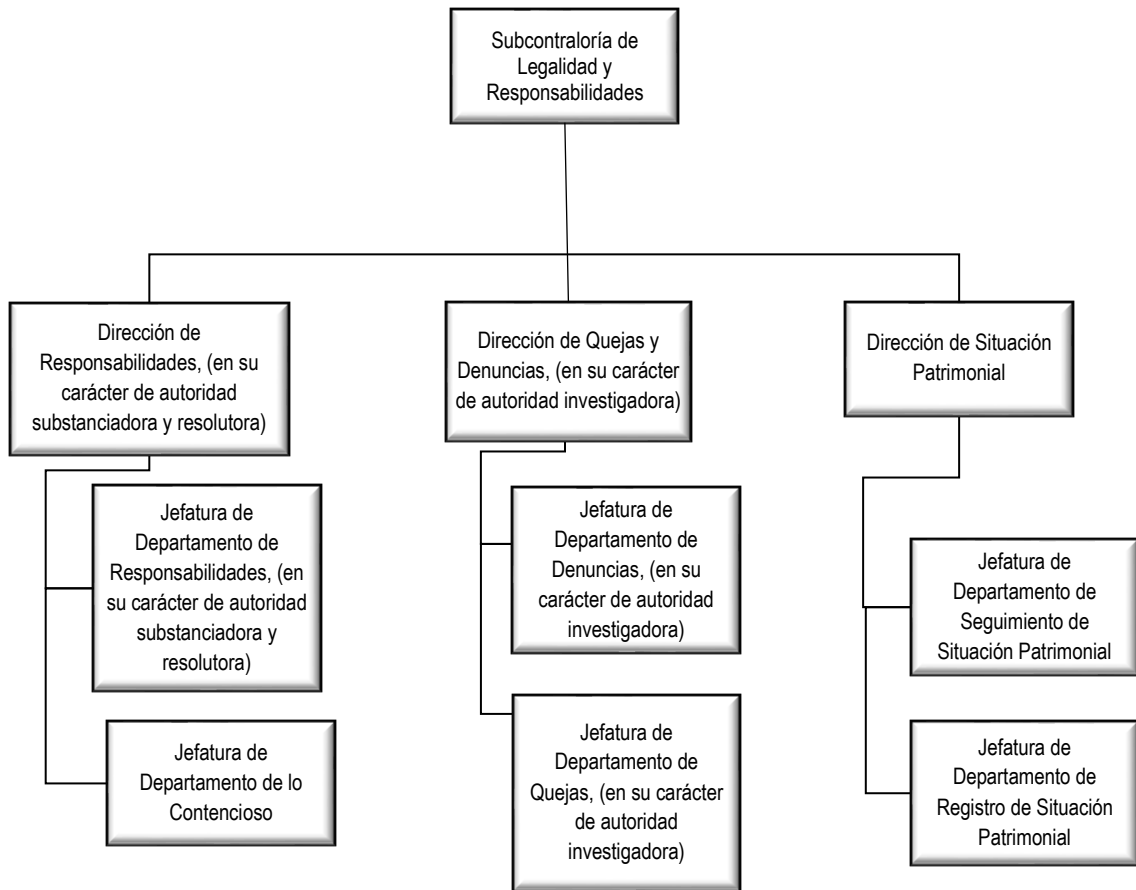 Subcontraloría de
Legalidad y
Responsabilidades
Dirección de
Responsabilidades, (en su
carácter de autoridad
substanciadora y resolutora)
Dirección de Quejas y
Denuncias, (en su carácter
de autoridad investigadora)
Dirección de Situación
Patrimonial
Jefatura de
Departamento de
Responsabilidades, (en
su carácter de autoridad
substanciadora y
resolutora)
Jefatura de
Departamento de lo
Contencioso
Jefatura de
Departamento de
Denuncias, (en su
carácter de autoridad
investigadora)
Jefatura de
Departamento de
Quejas, (en su carácter
de autoridad
investigadora)
Jefatura de
Departamento de
Seguimiento de
Situación Patrimonial
Jefatura de
Departamento de
Registro de Situación
Patrimonial